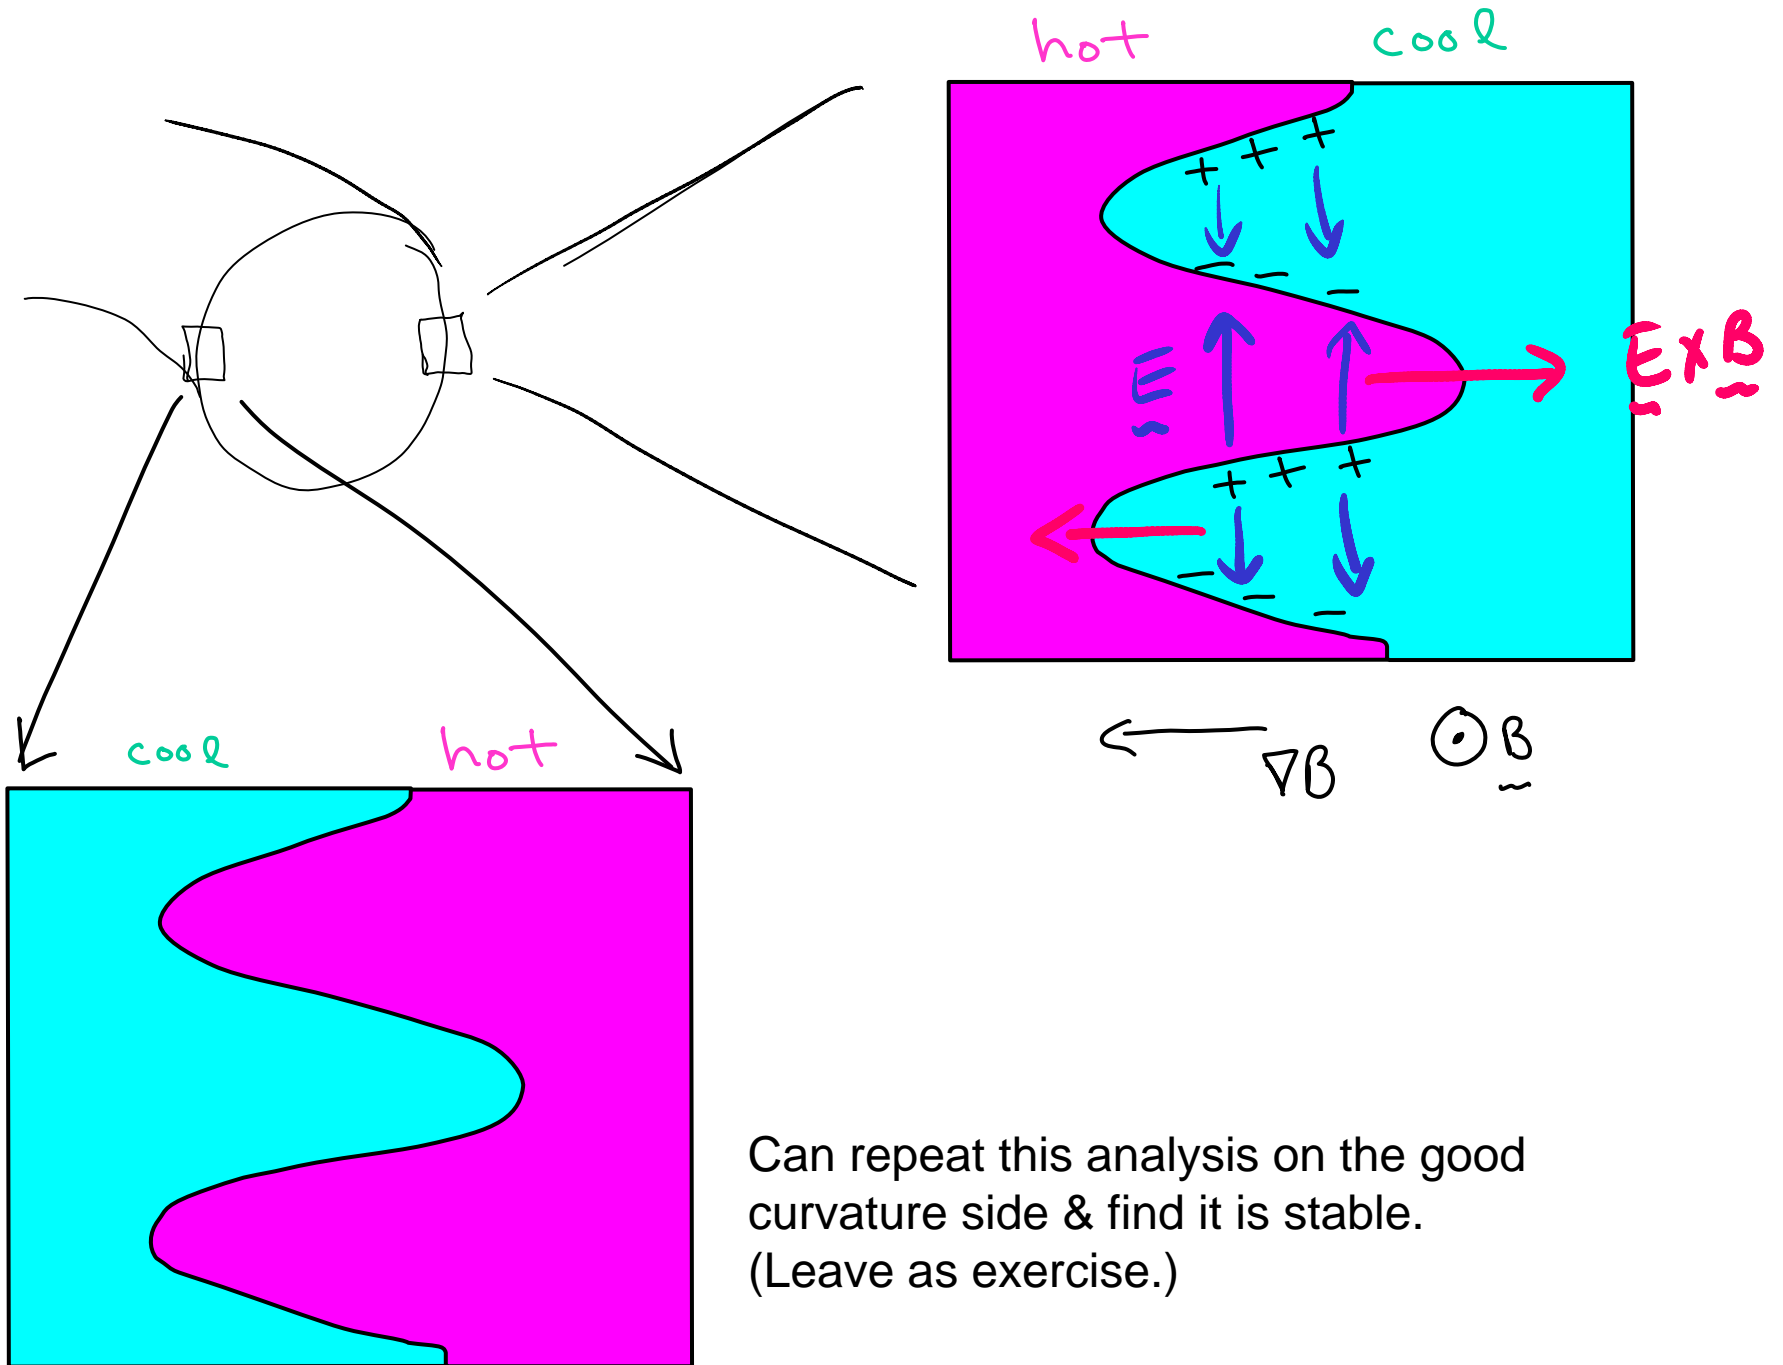 hot cool
+ + +
− − −
E
E X B
+ + +
− − −
∇B ⊙ B
cool hot
Can repeat this analysis on the good
curvature side & find it is stable.
(Leave as exercise.)